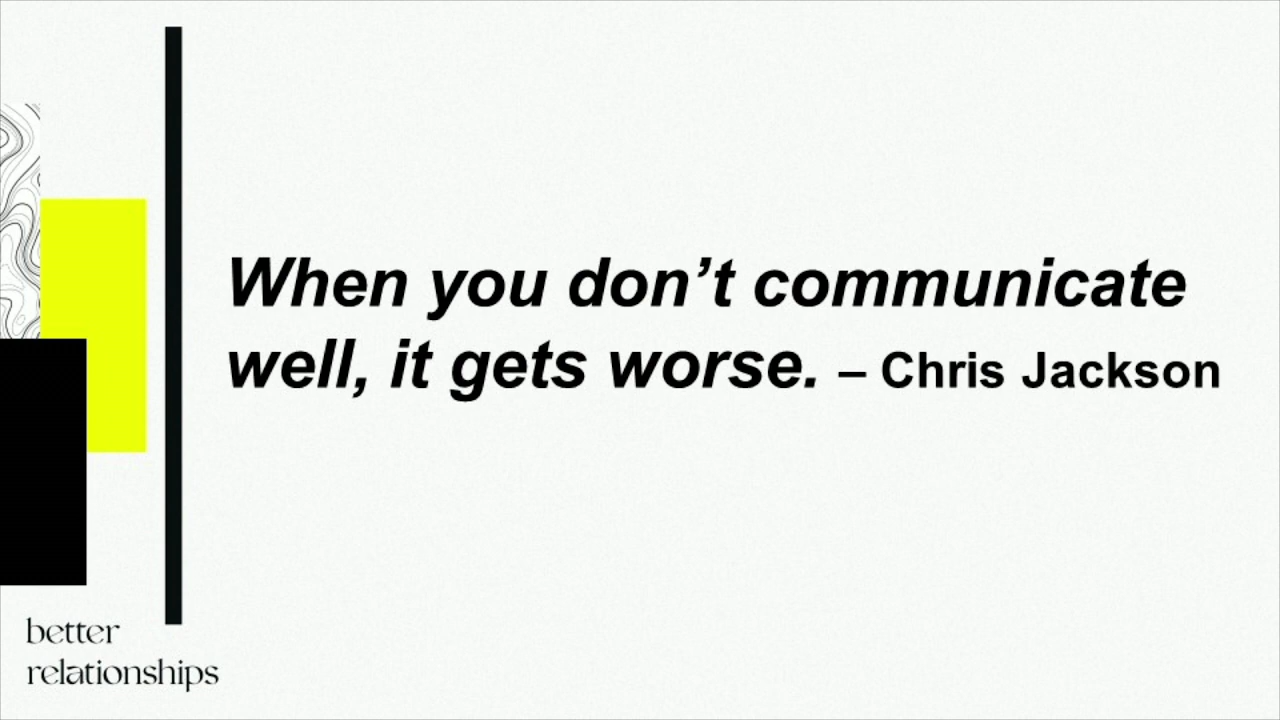 When you don’t communicate
well, it gets worse. – Chris Jackson
better
relationships